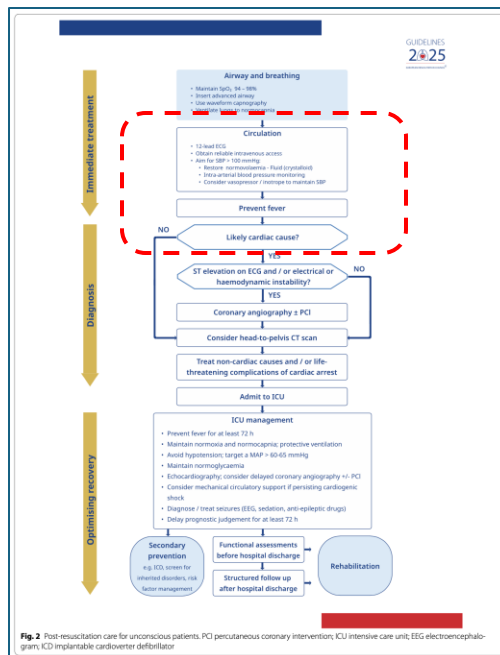 GUIDELINES
2025
Airway and breathing
• Maintain SpO₂ 94 – 98%
• Insert advanced airway
• Use waveform capnography
• Ventilate lungs to normocapnia
Circulation
• 12-lead ECG
• Obtain reliable intravenous access
• Aim for SBP > 100 mmHg:
• Restore normovolaemia - Fluid (crystalloid)
• Intra-arterial blood pressure monitoring
• Consider vasopressor / inotrope to maintain SBP
Immediate treatment
Prevent fever
NO
Likely cardiac cause?
YES
ST elevation on ECG and / or electrical or
haemodynamic instability?
NO
YES
Diagnosis
Coronary angiography ± PCI
Consider head-to-pelvis CT scan
Treat non-cardiac causes and / or life-
threatening complications of cardiac arrest
Admit to ICU
ICU management
• Prevent fever for at least 72 h
• Maintain normoxia and normocapnia; protective ventilation
• Avoid hypotension; target a MAP > 60-65 mmHg
• Maintain normoglycaemia
• Echocardiography; consider delayed coronary angiography +/- PCI
• Consider mechanical circulatory support if persisting cardiogenic
shock
• Diagnose / treat seizures (EEG, sedation, anti-epileptic drugs)
• Delay prognostic judgement for at least 72 h
Optimising recovery
Secondary
prevention
e.g. ICD, screen for
inherited disorders, risk
factor management
Functional assessments
before hospital discharge
Structured follow up
after hospital discharge
Rehabilitation
Fig. 2 Post-resuscitation care for unconscious patients. PCI percutaneous coronary intervention; ICU intensive care unit; EEG electroencephalo-
gram; ICD implantable cardioverter defibrillator